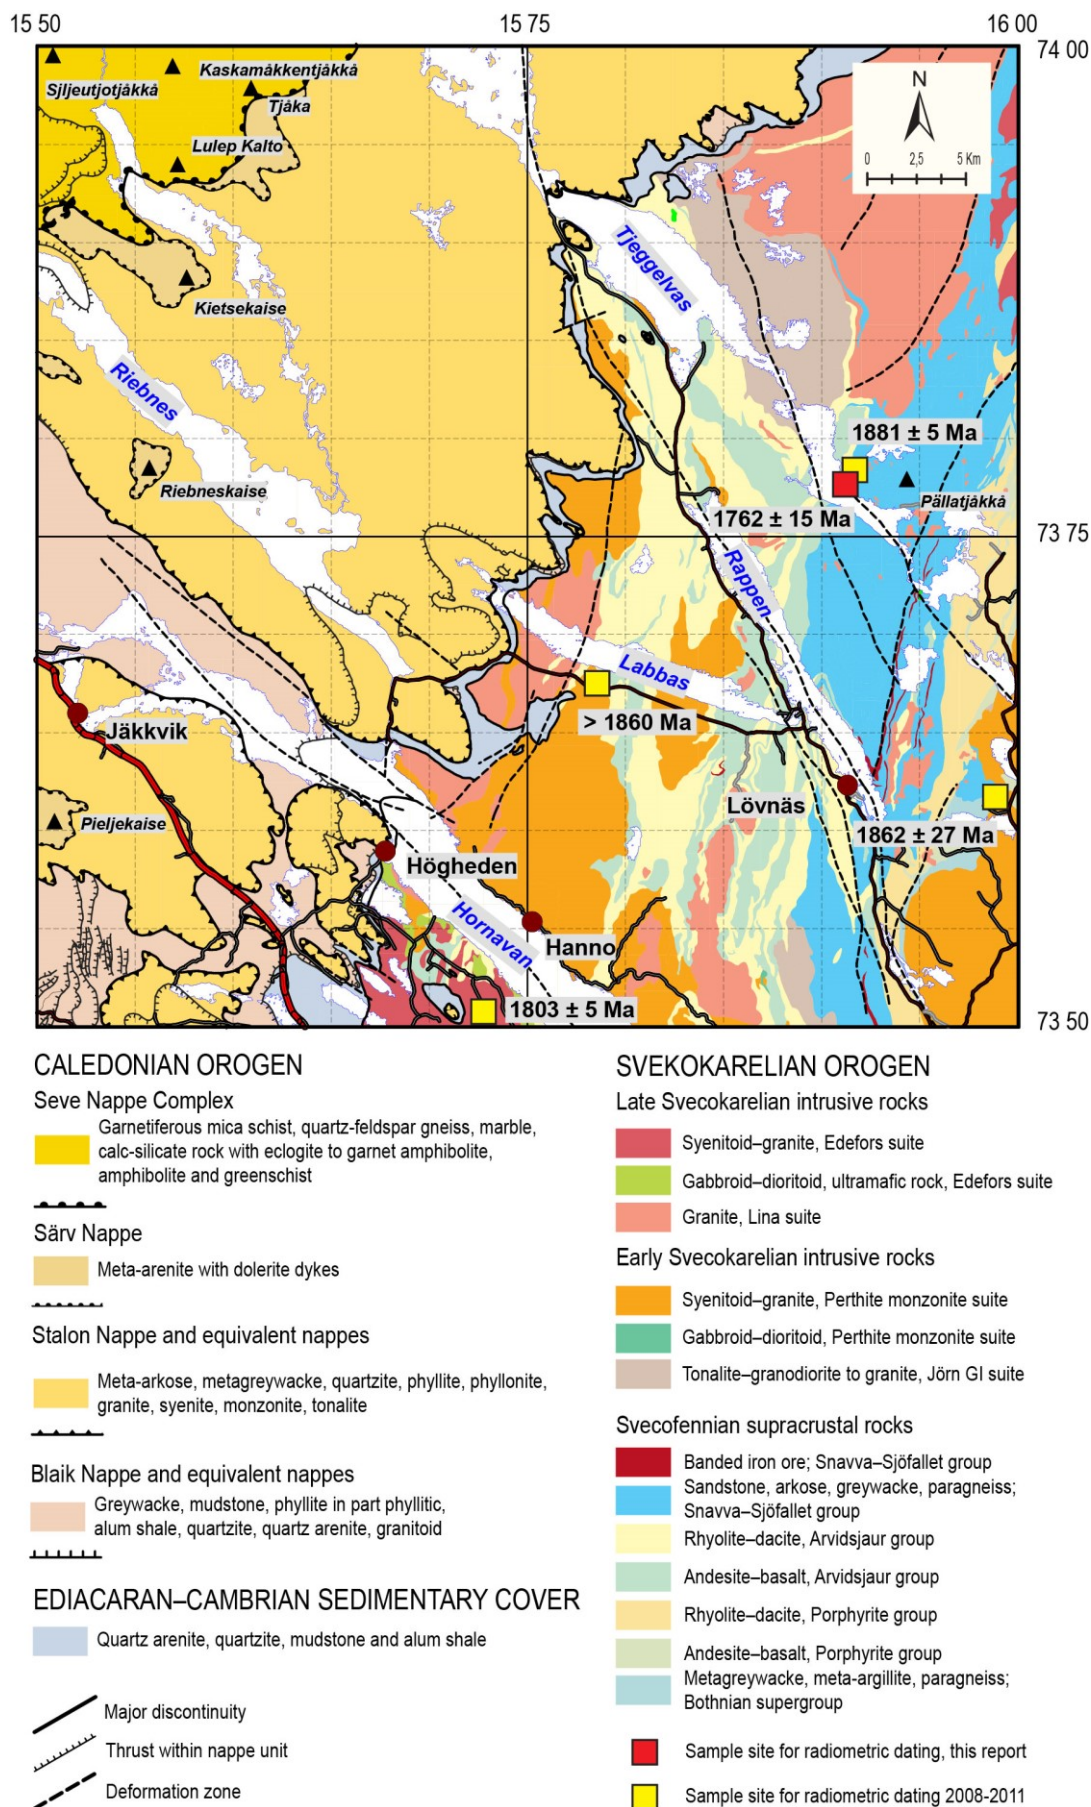 15 50
15 75
16 00
74 00
Kaskamåkkentjåkkå
Sjljeutjotjåkkå
Tjåka
Lulep Kalto
N
0 2,5 5 Km
Tjeggelvas
Kietsekaise
Riebnes
1881 ± 5 Ma
Riebneskaise
Pällatjåkkå
1762 ± 15 Ma
73 75
Rappen
Labbas
> 1860 Ma
Jäkkvik
Lövnäs
Pieljekaise
1862 ± 27 Ma
Högheden
Hornavan
Hanno
1803 ± 5 Ma
73 50
CALEDONIAN OROGEN
Seve Nappe Complex
Garnetiferous mica schist, quartz-feldspar gneiss, marble,
calc-silicate rock with eclogite to garnet amphibolite,
amphibolite and greenschist
Särv Nappe
Meta-arenite with dolerite dykes
Stalon Nappe and equivalent nappes
Meta-arkose, metagreywacke, quartzite, phyllite, phyllonite,
granite, syenite, monzonite, tonalite
Blaik Nappe and equivalent nappes
Greywacke, mudstone, phyllite in part phyllitic,
alum shale, quartzite, quartz arenite, granitoid
EDIACARAN–CAMBRIAN SEDIMENTARY COVER
Quartz arenite, quartzite, mudstone and alum shale
Major discontinuity
Thrust within nappe unit
Deformation zone
SVEKOKARELIAN OROGEN
Late Svecokarelian intrusive rocks
Syenitoid–granite, Edefors suite
Gabbroid–dioritoid, ultramafic rock, Edefors suite
Granite, Lina suite
Early Svecokarelian intrusive rocks
Syenitoid–granite, Perthite monzonite suite
Gabbroid–dioritoid, Perthite monzonite suite
Tonalite–granodiorite to granite, Jörn GI suite
Svecofennian supracrustal rocks
Banded iron ore; Snavva–Sjöfallet group
Sandstone, arkose, greywacke, paragneiss;
Snavva–Sjöfallet group
Rhyolite–dacite, Arvidsjaur group
Andesite–basalt, Arvidsjaur group
Rhyolite–dacite, Porphyrite group
Andesite–basalt, Porphyrite group
Metagreywacke, meta-argillite, paragneiss;
Bothnian supergroup
Sample site for radiometric dating, this report
Sample site for radiometric dating 2008-2011